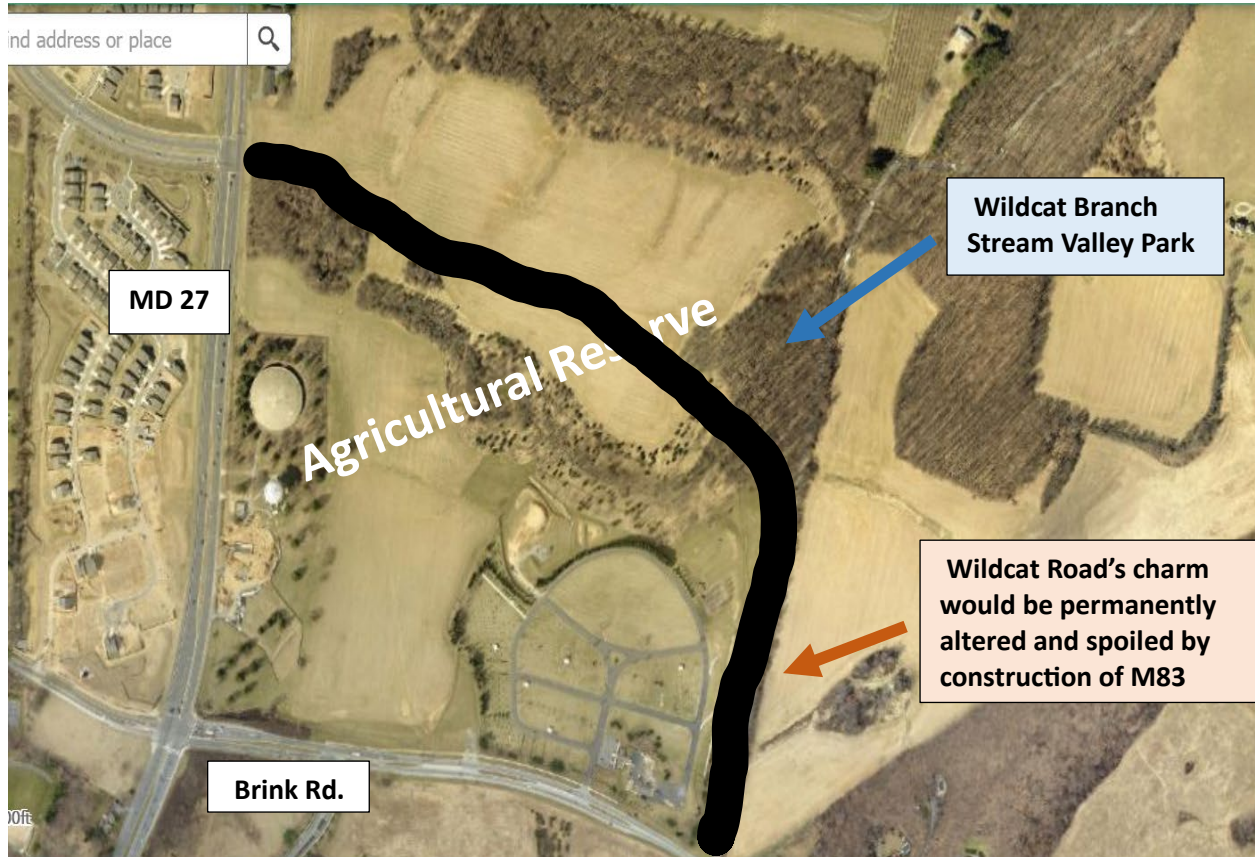 ind address or place
Wildcat Branch
Stream Valley Park
MD 27
Agricultural Reserve
Wildcat Road's charm
would be permanently
altered and spoiled by
construction of M83
Brink Rd.
00ft